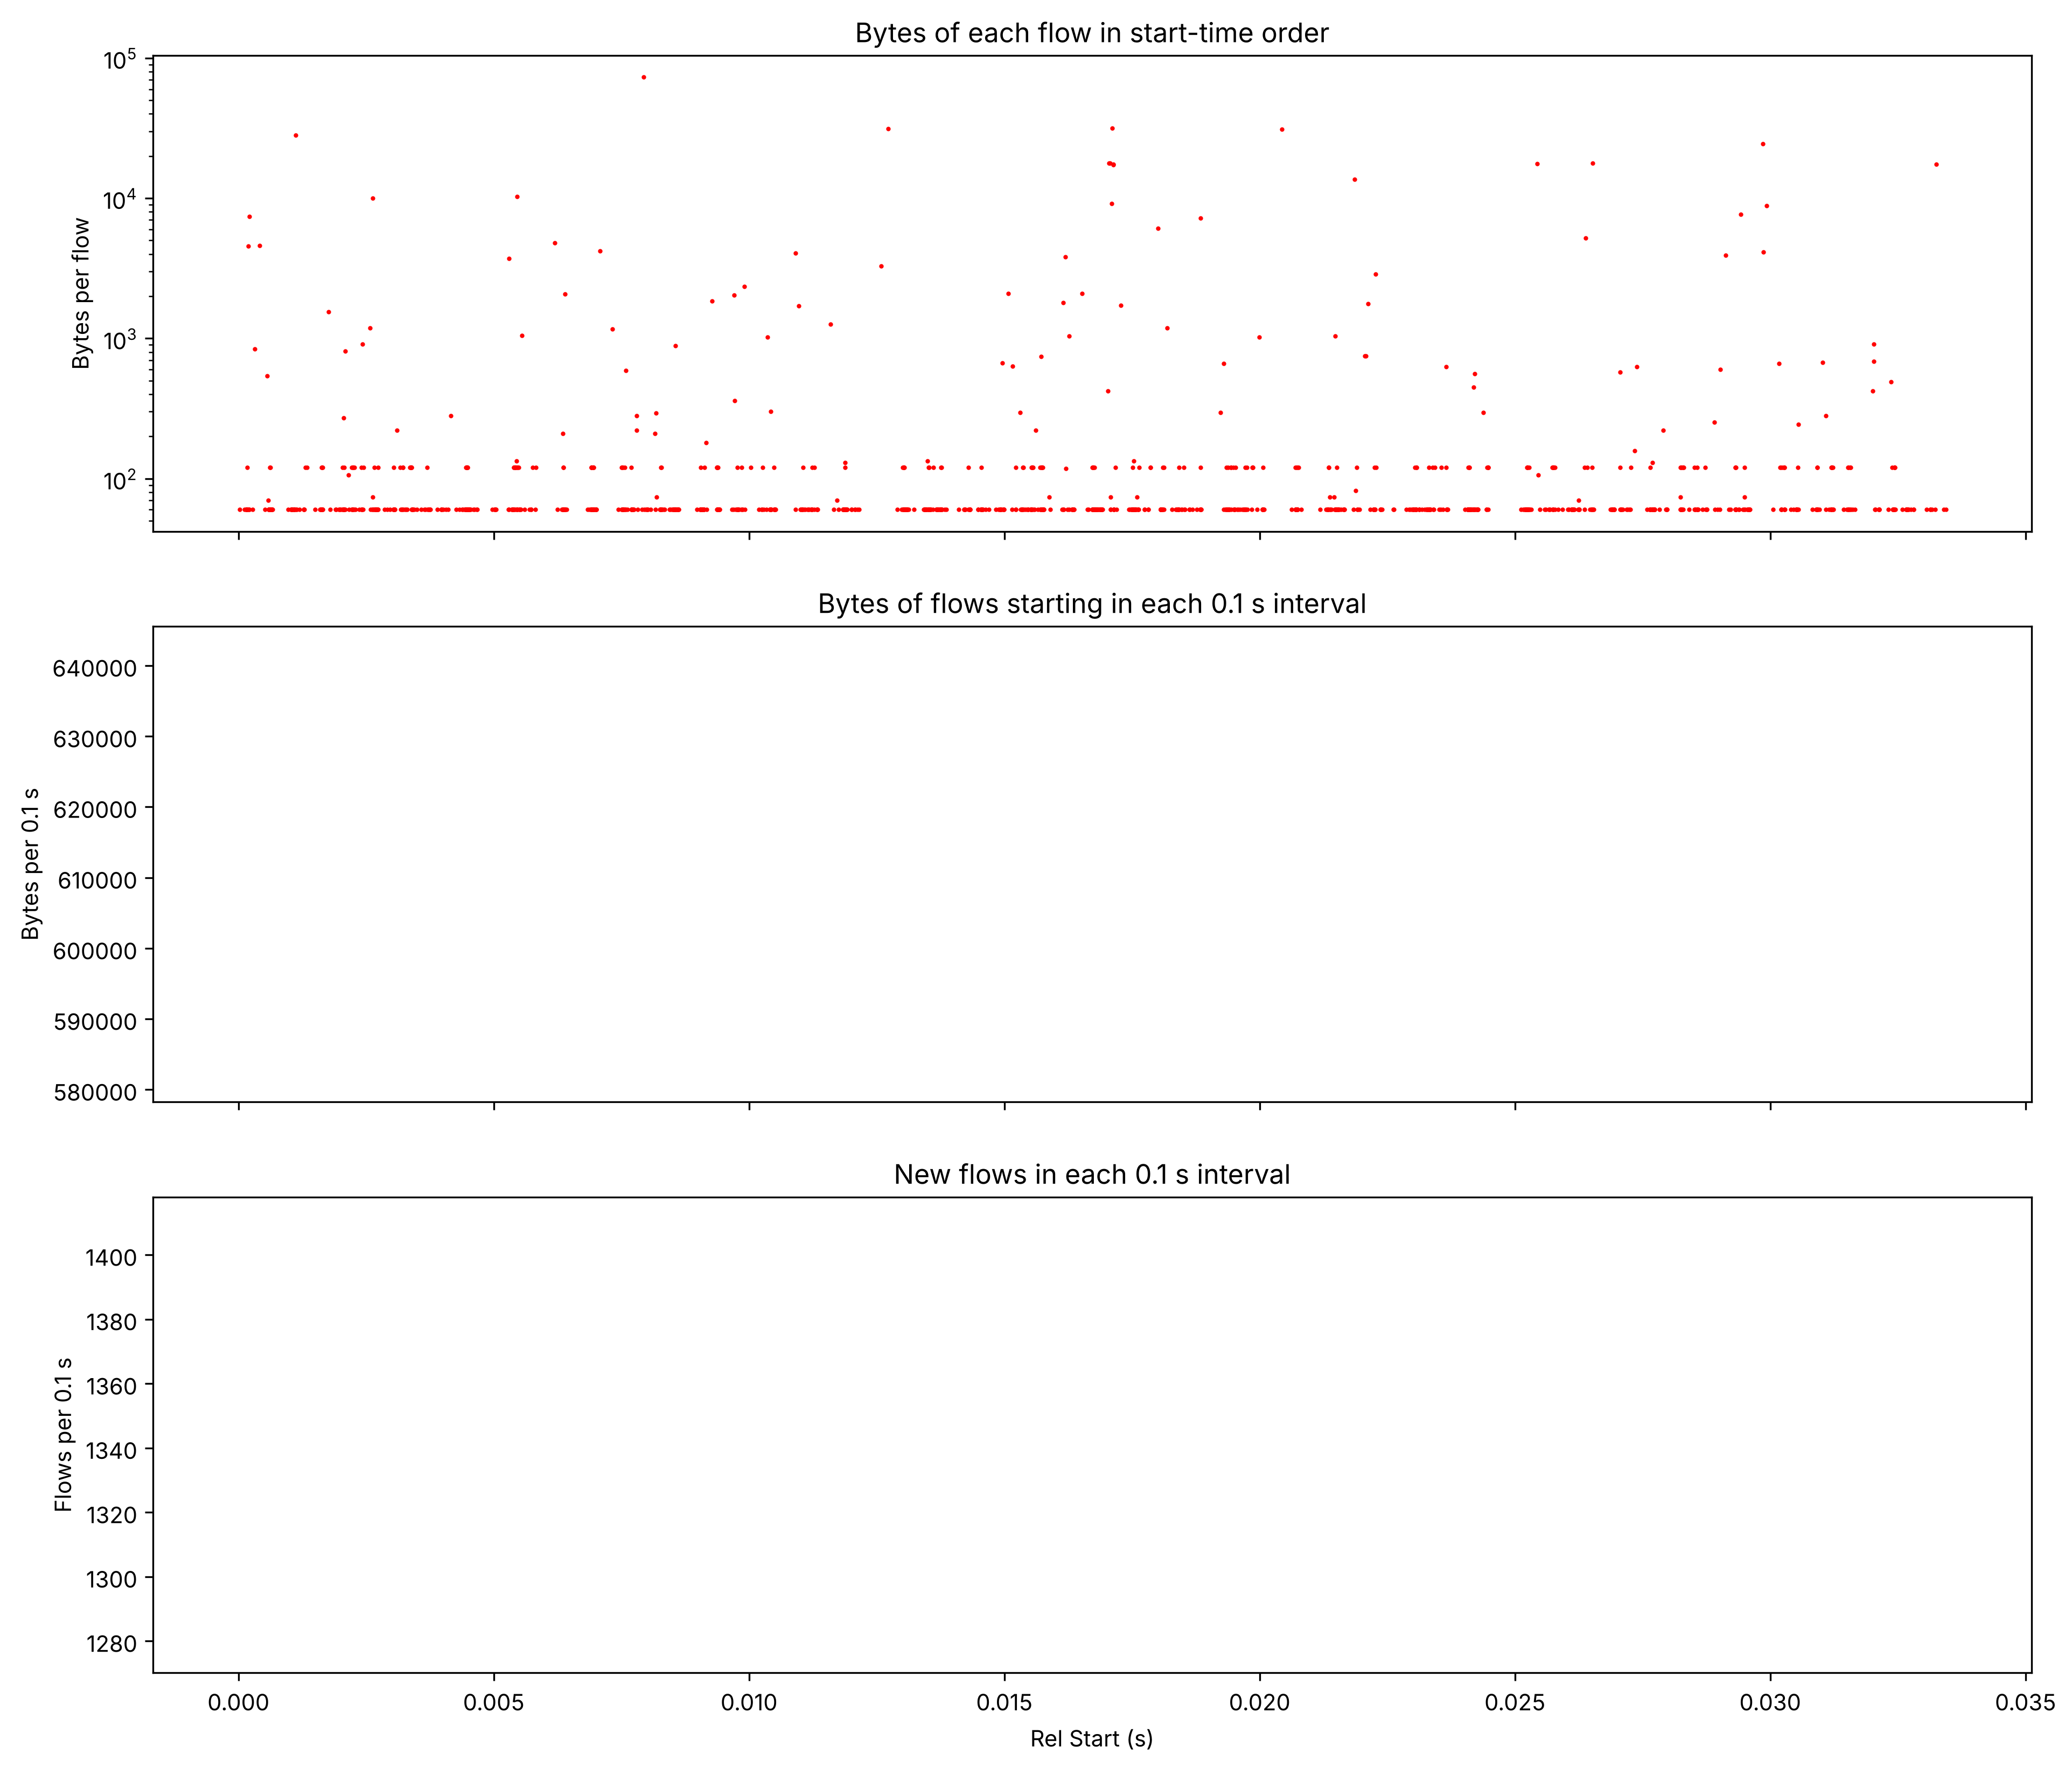 Bytes of each flow in start-time order
10^5
10^4
10^3
10^2
Bytes per flow
Bytes of flows starting in each 0.1 s interval
640000
630000
620000
610000
600000
590000
580000
Bytes per 0.1 s
New flows in each 0.1 s interval
1400
1380
1360
1340
1320
1300
1280
Flows per 0.1 s
0.000 0.005 0.010 0.015 0.020 0.025 0.030 0.035
Rel Start (s)